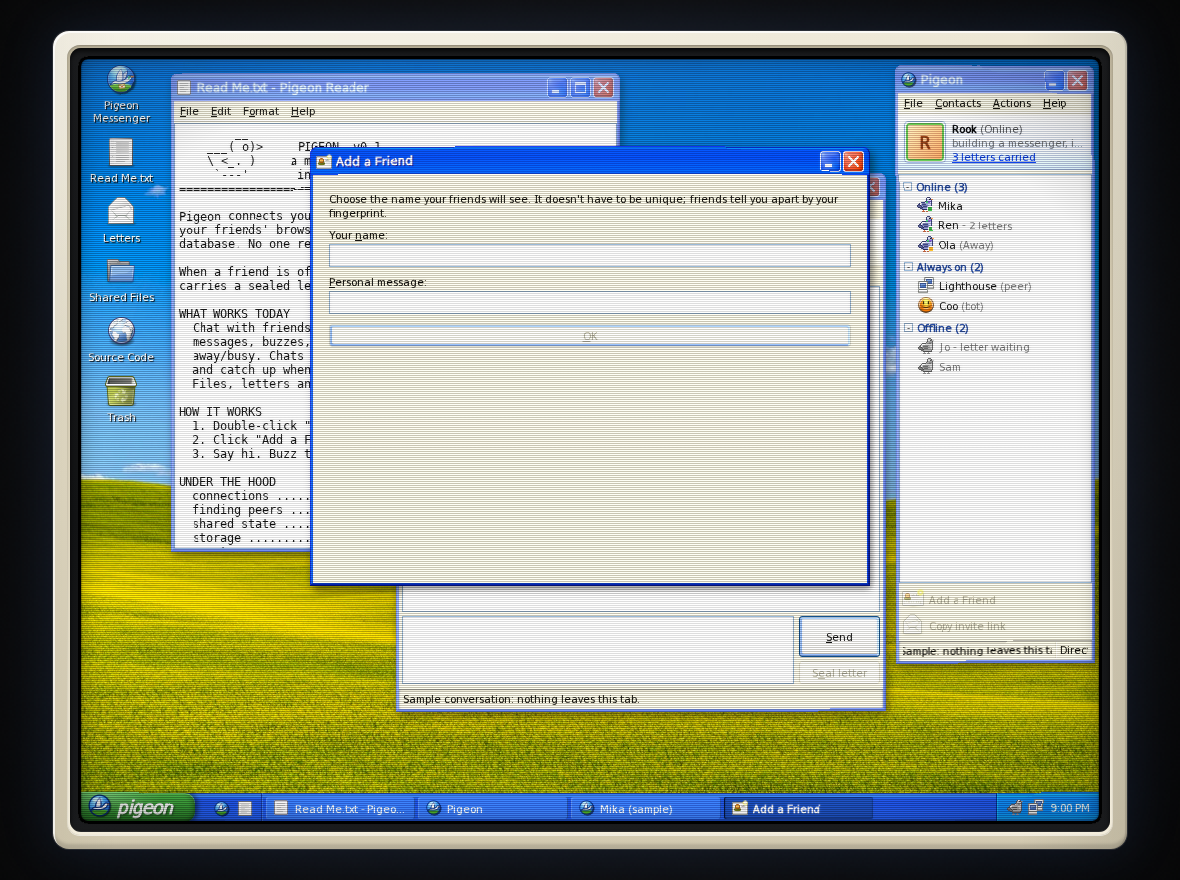 Pigeon
Messenger
Read Me.txt
Letters
Shared Files
Source Code
Trash
Read Me.txt - Pigeon Reader
File Edit Format Help
PIGEON v0.1
a m
in
Pigeon connects you
your friends' brows
database. No one re
When a friend is of
carries a sealed le
WHAT WORKS TODAY
Chat with friends
messages, buzzes,
away/busy. Chats
and catch up when
Files, letters an
HOW IT WORKS
1. Double-click "
2. Click "Add a F
3. Say hi. Buzz t
UNDER THE HOOD
connections .....
finding peers ...
shared state ....
storage .........
Add a Friend
Choose the name your friends will see. It doesn't have to be unique; friends tell you apart by your
fingerprint.
Your name:
Personal message:
OK
Send
Seal letter
Sample conversation: nothing leaves this tab.
Pigeon
File Contacts Actions Help
R
Rook (Online)
building a messenger, i...
3 letters carried
Online (3)
Mika
Ren - 2 letters
Ola (Away)
Always on (2)
Lighthouse (peer)
Coo (bot)
Offline (2)
Jo - letter waiting
Sam
Add a Friend
Copy invite link
Sample: nothing leaves this ta Direc
pigeon
Read Me.txt - Pigeo...
Pigeon
Mika (sample)
Add a Friend
9:00 PM